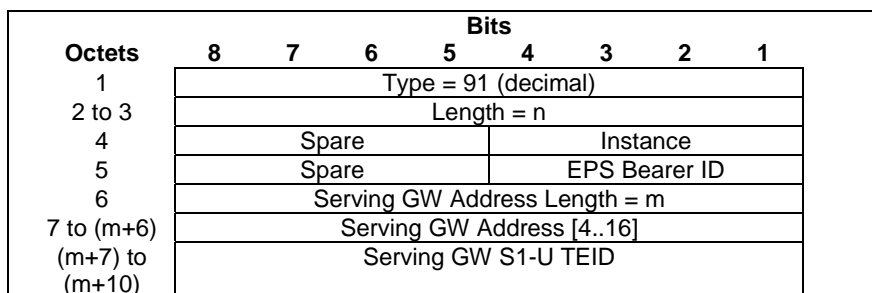 Bits
Octets 8 7 6 5 4 3 2 1
1 Type = 91 (decimal)
2 to 3 Length = n
4 Spare Instance
5 Spare EPS Bearer ID
6 Serving GW Address Length = m
7 to (m+6) Serving GW Address [4..16]
(m+7) to Serving GW S1-U TEID
(m+10)